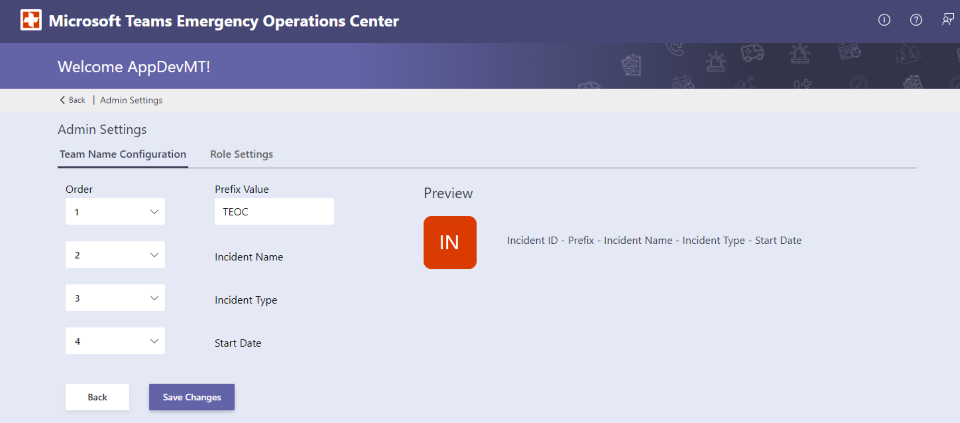 Microsoft Teams Emergency Operations Center
Welcome AppDevMT!
Back | Admin Settings
Admin Settings
Team Name Configuration Role Settings
Order Prefix Value Preview
1 TEOC
IN Incident ID - Prefix - Incident Name - Incident Type - Start Date
2 Incident Name
3 Incident Type
4 Start Date
Back Save Changes